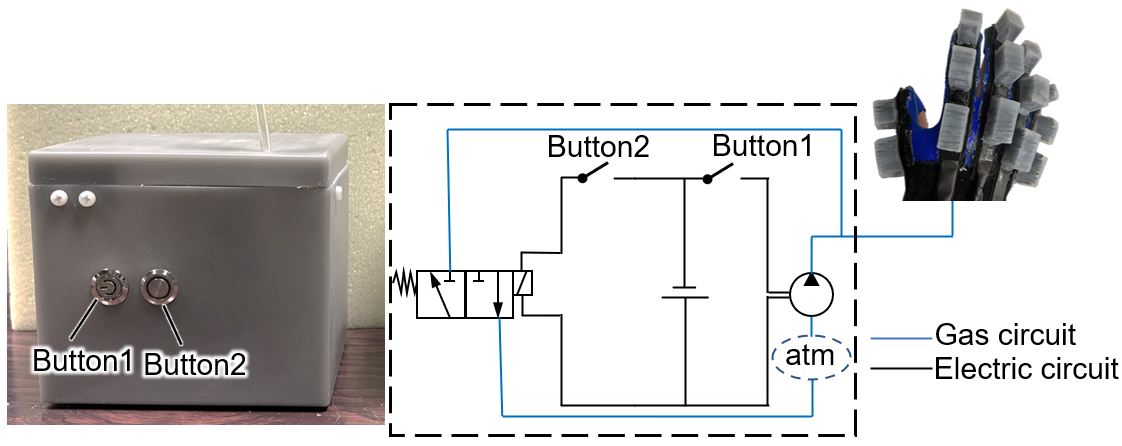 Button1 Button2
Button2
Button1
atm
Gas circuit
Electric circuit